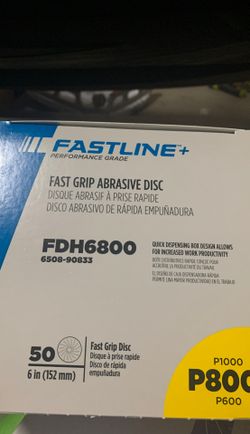 FASTLINE+
PERFORMANCE GRADE
FAST GRIP ABRASIVE DISC
DISQUE ABRASIF À PRISE RAPIDE
DISCO ABRASIVO DE RÁPIDA EMPUÑADURA
FDH6800
6508-90833
QUICK DISPENSING BOX DESIGN ALLOWS
FOR INCREASED WORK PRODUCTIVITY
50
Fast Grip Disc
Disque à prise rapide
Disco de rápida
empuñadura
6 in (152 mm)
P1000
P800
P600